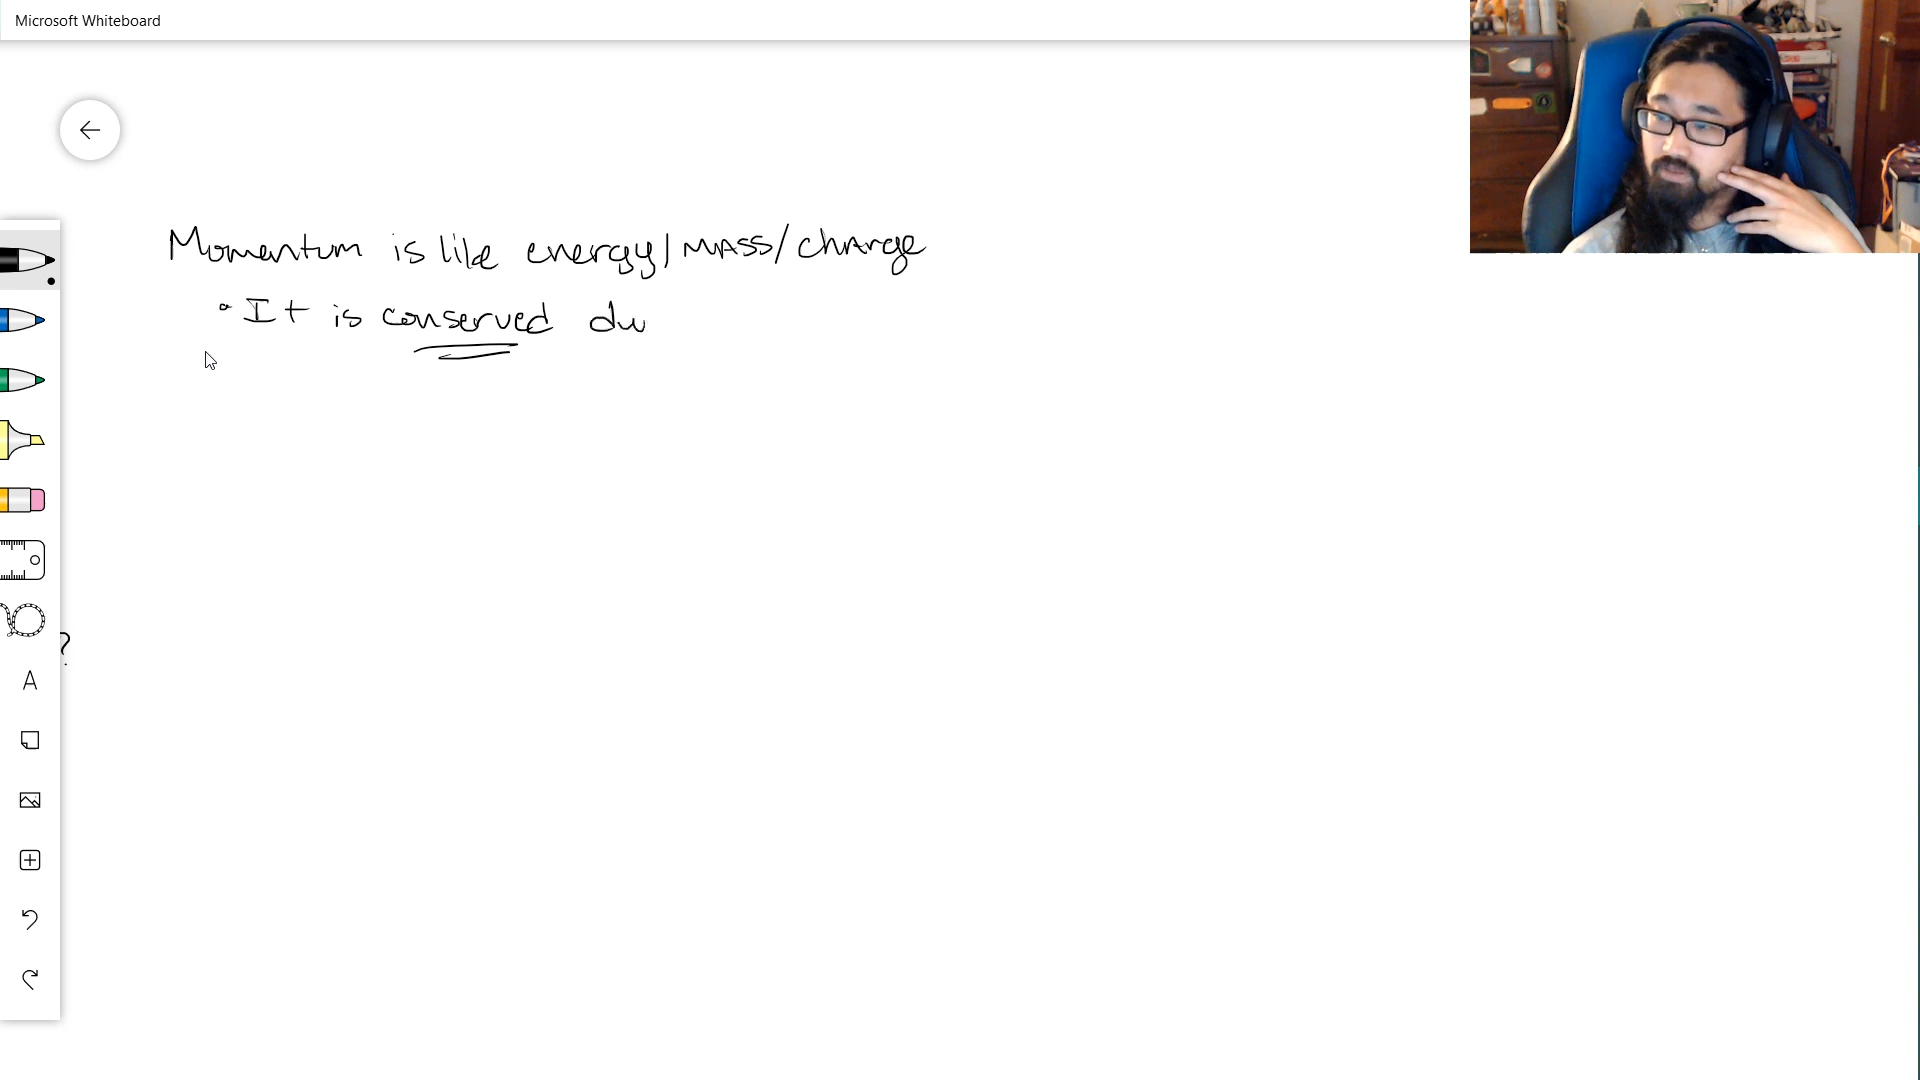 Microsoft Whiteboard
Momentum is like energy/MASS/chArge
• It is conserved du
?
A